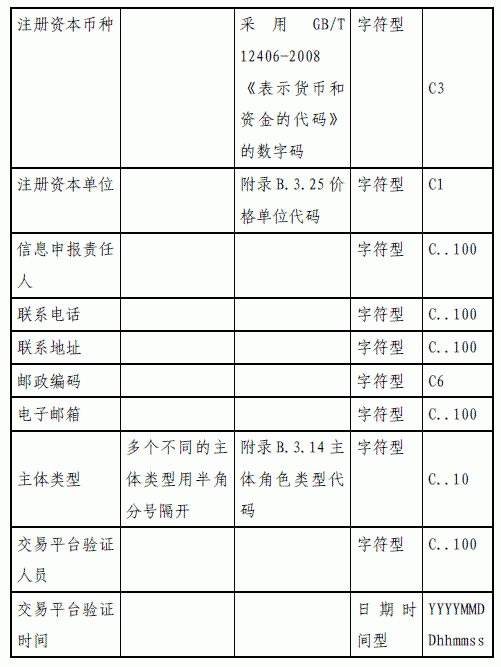 注册资本币种 采用 GB/T 字符型
12406-2008
《表示货币和 C3
资金的代码》
的数字码
注册资本单位 附录 B.3.25 价 字符型 C1
格单位代码
信息申报责任 字符型 C..100
人
联系电话 字符型 C..100
联系地址 字符型 C..100
邮政编码 字符型 C6
电子邮箱 字符型 C..100
多个不同的主 附录 B.3.14 主 字符型
主体类型 体类型用半角 体角色类型代 C..10
分号隔开 码
交易平台验证 字符型 C..100
人员
交易平台验证 日期时 YYYYMMD
时间 间型 Dhhmmss